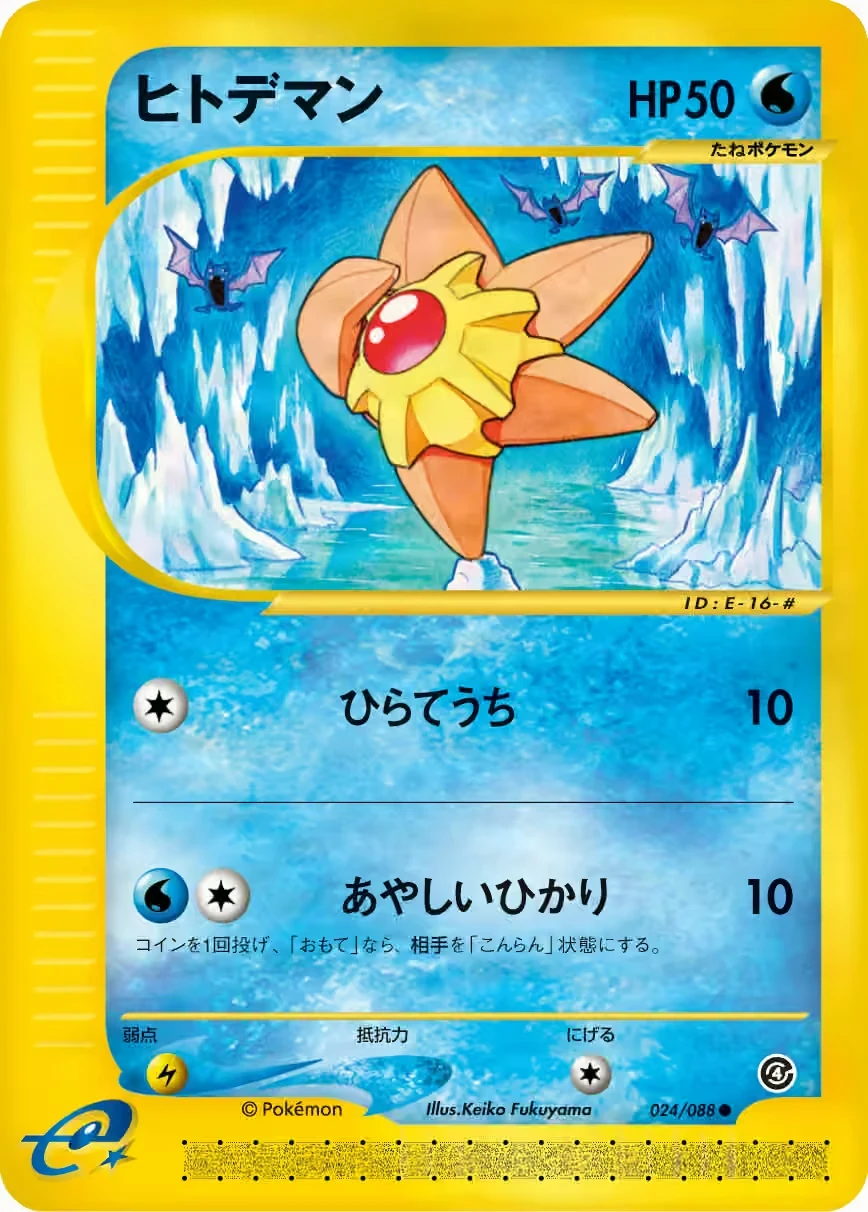 ヒトデマン
HP50
たねポケモン
ID:E-16-#
ひらてうち 10
あやしいひかり 10
コインを1回投げ、「おもて」なら、相手を「こんらん」状態にする。
弱点 抵抗力 にげる
4
© Pokémon Illus.Keiko Fukuyama 024/088●
e